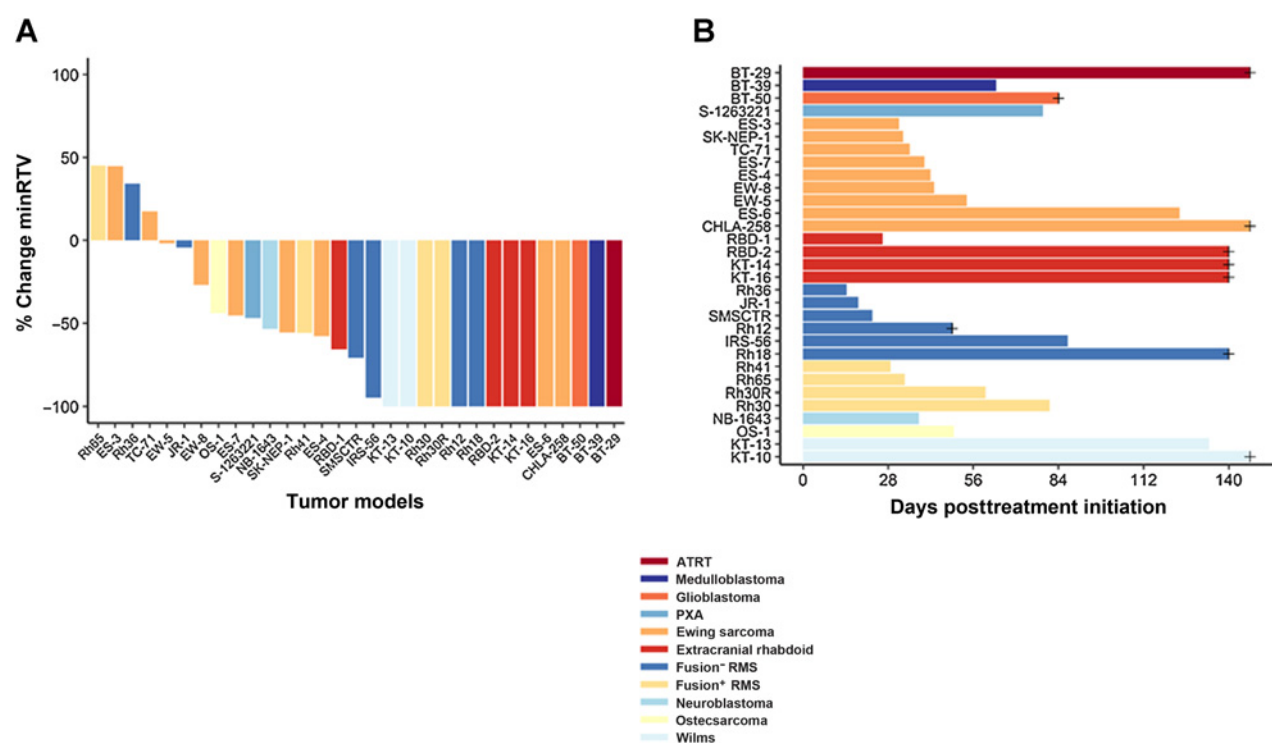 A
% Change minRTV
100
50
0
−50
−100
Rh65
ES-3
Rh36
TC-71
EW-5
JR-1
EW-8
OS-1
ES-7
S-1263221
NB-1643
SK-NEP-1
Rh41
ES-4
RBD-1
SMSCTR
IRS-56
KT-13
KT-10
Rh30
Rh30R
Rh12
Rh18
RBD-2
KT-14
KT-16
ES-6
CHLA-258
BT-50
BT-39
BT-29
Tumor models
B
BT-29
BT-39
BT-50
S-1263221
ES-3
SK-NEP-1
TC-71
ES-7
ES-4
EW-8
EW-5
ES-6
CHLA-258
RBD-1
RBD-2
KT-14
KT-16
Rh36
JR-1
SMSCTR
Rh12
IRS-56
Rh18
Rh41
Rh65
Rh30R
Rh30
NB-1643
OS-1
KT-13
KT-10
0 28 56 84 112 140
Days posttreatment initiation
ATRT
Medulloblastoma
Glioblastoma
PXA
Ewing sarcoma
Extracranial rhabdoid
Fusion⁻ RMS
Fusion⁺ RMS
Neuroblastoma
Ostecsarcoma
Wilms